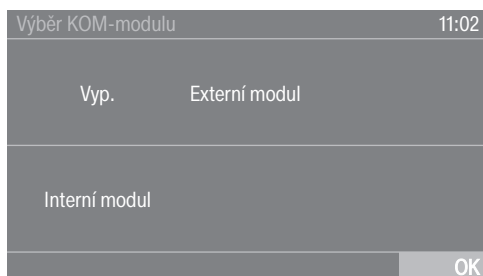 Výběr KOM-modulu 11:02
Vyp. Externí modul
Interní modul
OK